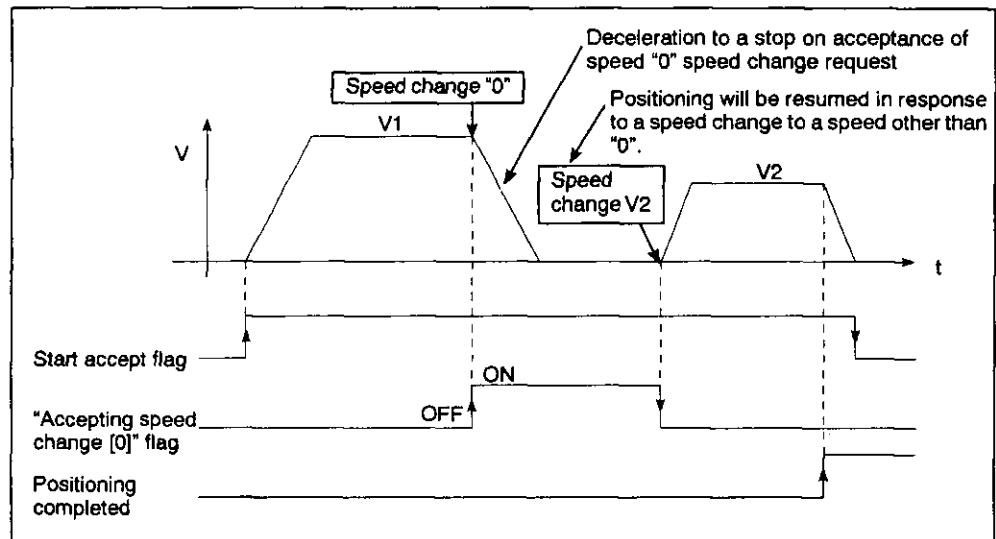 Deceleration to a stop on acceptance of
speed "0" speed change request
Speed change "0"
Positioning will be resumed in response
to a speed change to a speed other than
"0".
V1
V
Speed
change V2
V2
t
Start accept flag
ON
OFF
"Accepting speed
change [0]" flag
Positioning
completed